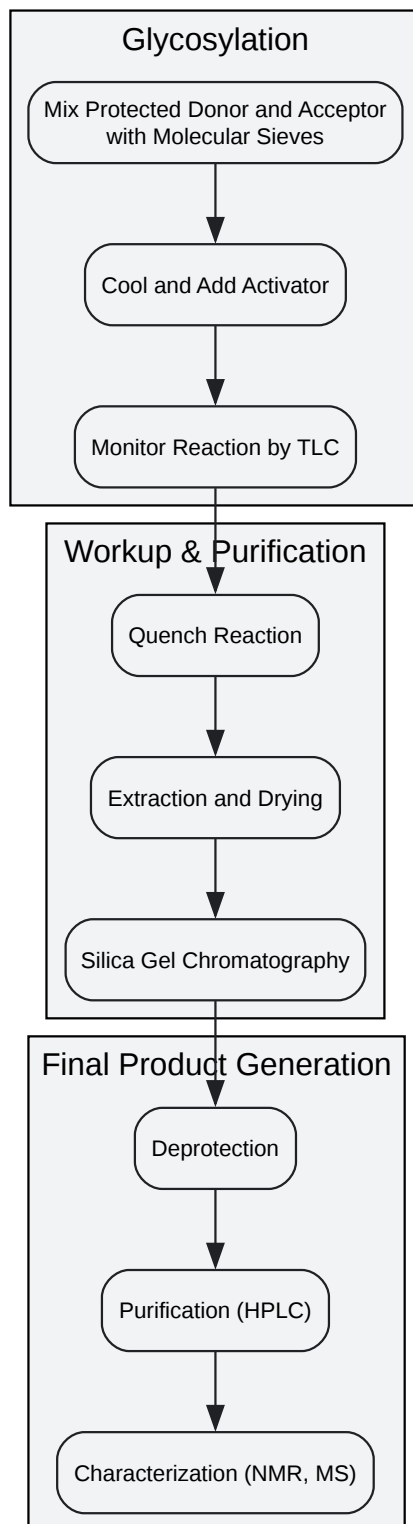 Glycosylation
Mix Protected Donor and Acceptor
with Molecular Sieves
Cool and Add Activator
Monitor Reaction by TLC
Workup & Purification
Quench Reaction
Extraction and Drying
Silica Gel Chromatography
Final Product Generation
Deprotection
Purification (HPLC)
Characterization (NMR, MS)